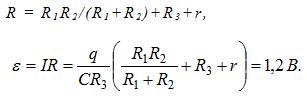 R = R₁R₂/(R₁+R₂)+R₃+r,
ε = IR = q/(CR₃) (R₁R₂/(R₁+R₂) + R₃ + r) = 1,2 В.